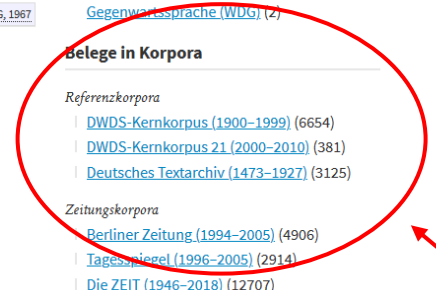 G, 1967
Gegenwartssprache (WDG) (2)
Belege in Korpora
Referenzkorpora
DWDS-Kernkorpus (1900–1999) (6654)
DWDS-Kernkorpus 21 (2000–2010) (381)
Deutsches Textarchiv (1473–1927) (3125)
Zeitungskorpora
Berliner Zeitung (1994–2005) (4906)
Tagesspiegel (1996–2005) (2914)
Die ZEIT (1946–2018) (12707)